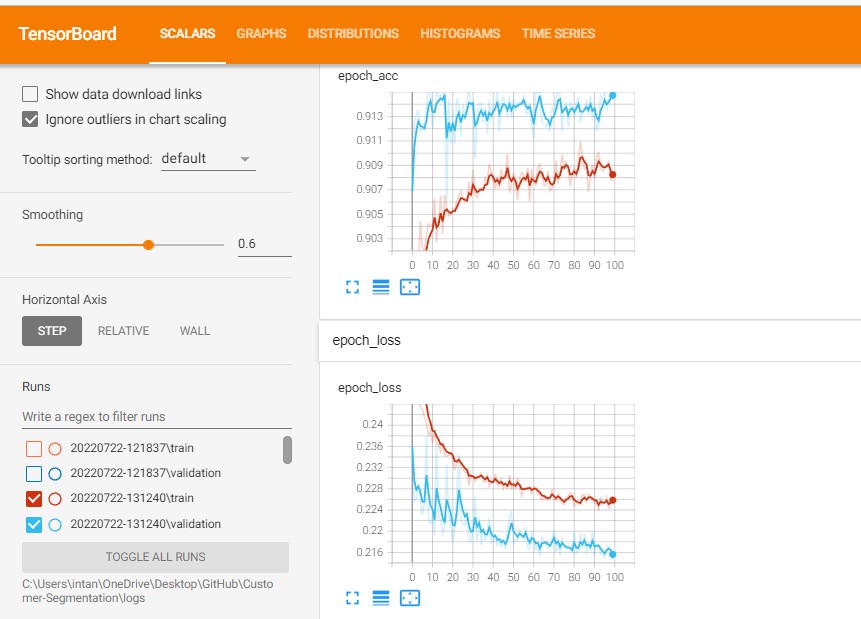 TensorBoard SCALARS GRAPHS DISTRIBUTIONS HISTOGRAMS TIME SERIES
Show data download links
Ignore outliers in chart scaling
Tooltip sorting method: default
Smoothing
0.6
Horizontal Axis
STEP RELATIVE WALL
Runs
Write a regex to filter runs
20220722-121837\train
20220722-121837\validation
20220722-131240\train
20220722-131240\validation
TOGGLE ALL RUNS
C:\Users\intan\OneDrive\Desktop\GitHub\Custo
mer-Segmentation\logs
epoch_acc
0.913
0.911
0.909
0.907
0.905
0.903
0 10 20 30 40 50 60 70 80 90 100
epoch_loss
epoch_loss
0.24
0.236
0.232
0.228
0.224
0.22
0.216
0 10 20 30 40 50 60 70 80 90 100